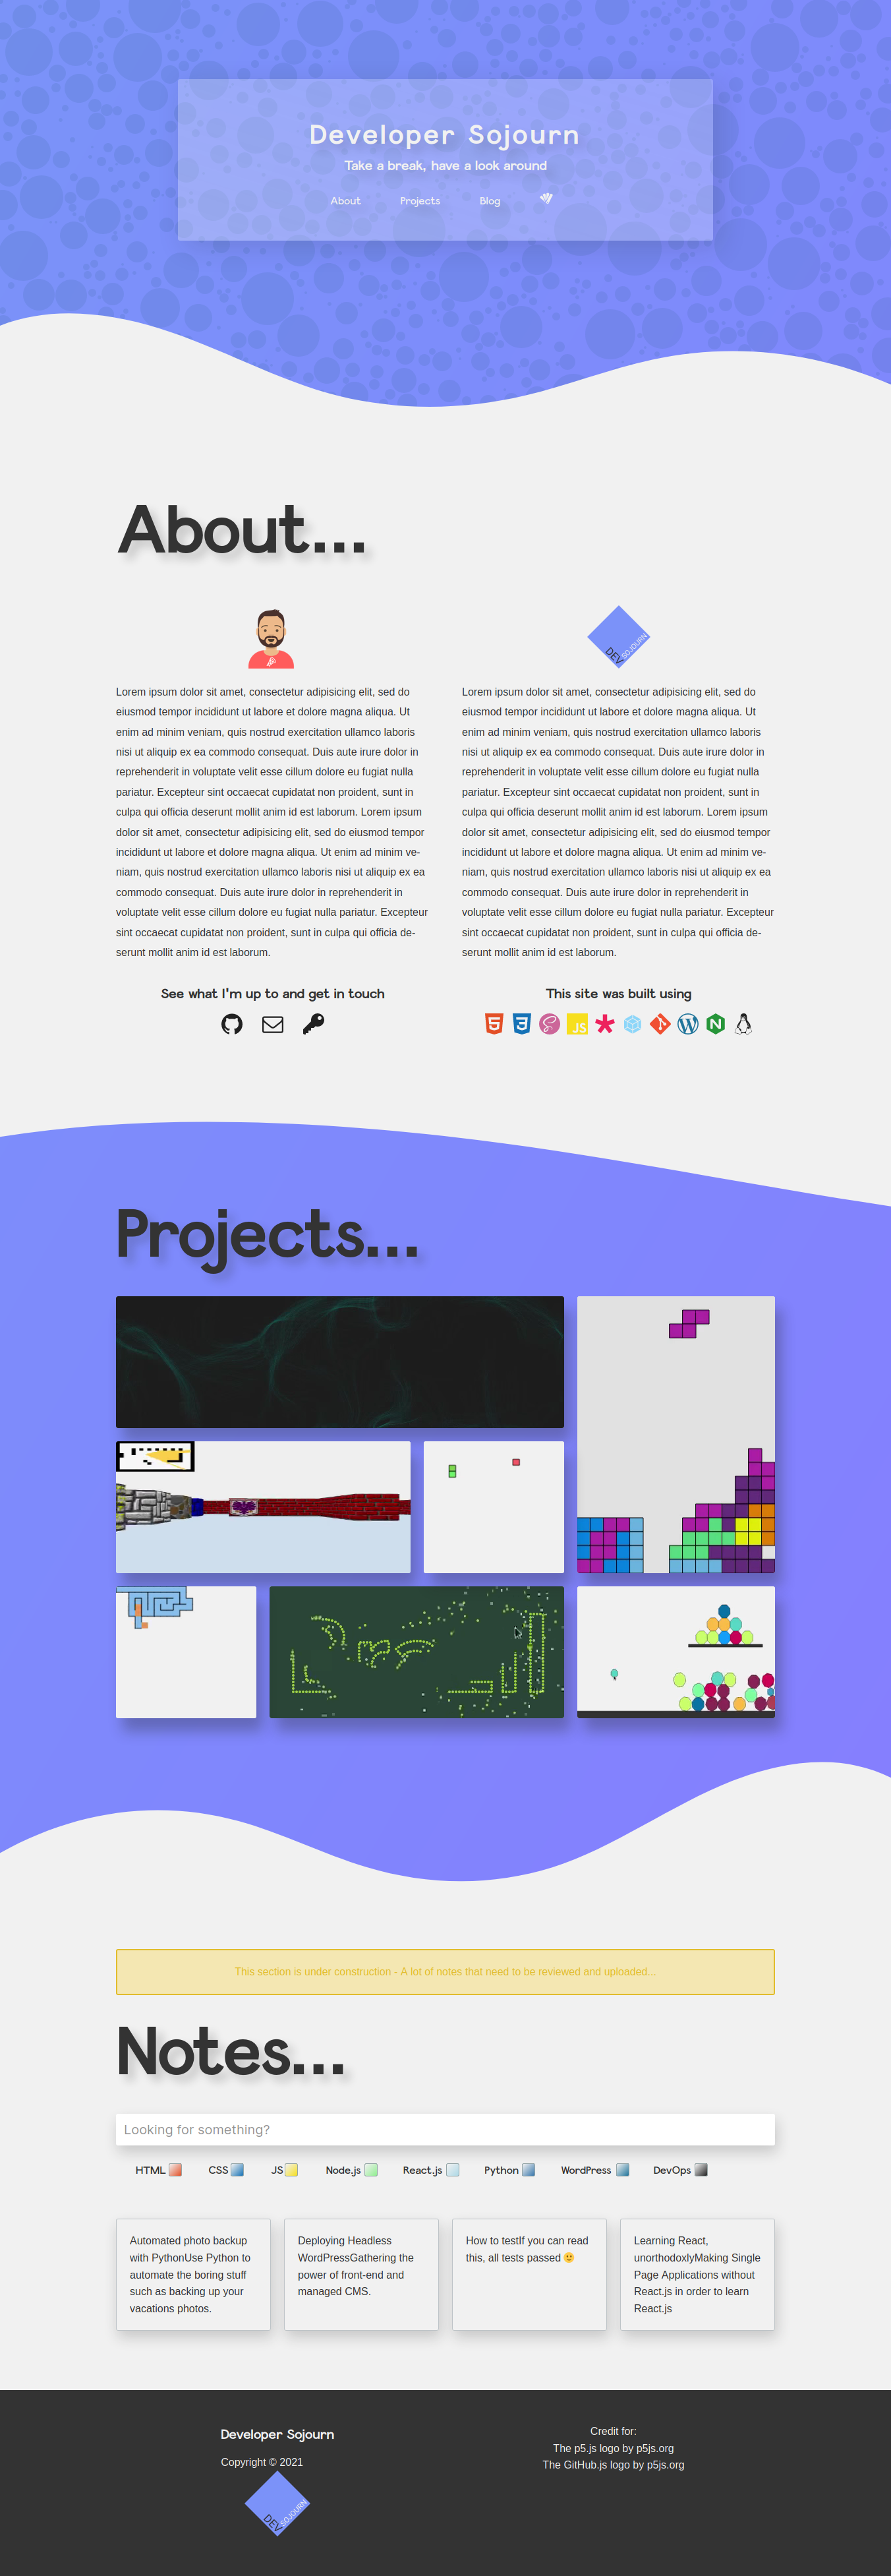 Developer Sojourn
Take a break, have a look around
About Projects Blog
About...
DEV SOJOURN
Lorem ipsum dolor sit amet, consectetur adipisicing elit, sed do
eiusmod tempor incididunt ut labore et dolore magna aliqua. Ut
enim ad minim veniam, quis nostrud exercitation ullamco laboris
nisi ut aliquip ex ea commodo consequat. Duis aute irure dolor in
reprehenderit in voluptate velit esse cillum dolore eu fugiat nulla
pariatur. Excepteur sint occaecat cupidatat non proident, sunt in
culpa qui officia deserunt mollit anim id est laborum. Lorem ipsum
dolor sit amet, consectetur adipisicing elit, sed do eiusmod tempor
incididunt ut labore et dolore magna aliqua. Ut enim ad minim ve-
niam, quis nostrud exercitation ullamco laboris nisi ut aliquip ex ea
commodo consequat. Duis aute irure dolor in reprehenderit in
voluptate velit esse cillum dolore eu fugiat nulla pariatur. Excepteur
sint occaecat cupidatat non proident, sunt in culpa qui officia de-
serunt mollit anim id est laborum.
See what I'm up to and get in touch
Lorem ipsum dolor sit amet, consectetur adipisicing elit, sed do
eiusmod tempor incididunt ut labore et dolore magna aliqua. Ut
enim ad minim veniam, quis nostrud exercitation ullamco laboris
nisi ut aliquip ex ea commodo consequat. Duis aute irure dolor in
reprehenderit in voluptate velit esse cillum dolore eu fugiat nulla
pariatur. Excepteur sint occaecat cupidatat non proident, sunt in
culpa qui officia deserunt mollit anim id est laborum. Lorem ipsum
dolor sit amet, consectetur adipisicing elit, sed do eiusmod tempor
incididunt ut labore et dolore magna aliqua. Ut enim ad minim ve-
niam, quis nostrud exercitation ullamco laboris nisi ut aliquip ex ea
commodo consequat. Duis aute irure dolor in reprehenderit in
voluptate velit esse cillum dolore eu fugiat nulla pariatur. Excepteur
sint occaecat cupidatat non proident, sunt in culpa qui officia de-
serunt mollit anim id est laborum.
This site was built using
JS
Projects...
This section is under construction - A lot of notes that need to be reviewed and uploaded...
Notes...
Looking for something?
HTML CSS JS Node.js React.js Python WordPress DevOps
Automated photo backup
with PythonUse Python to
automate the boring stuff
such as backing up your
vacations photos.
Deploying Headless
WordPressGathering the
power of front-end and
managed CMS.
How to testIf you can read
this, all tests passed 🙂
Learning React,
unorthodoxlyMaking Single
Page Applications without
React.js in order to learn
React.js
Developer Sojourn
Copyright © 2021
DEV SOJOURN
Credit for:
The p5.js logo by p5js.org
The GitHub.js logo by p5js.org